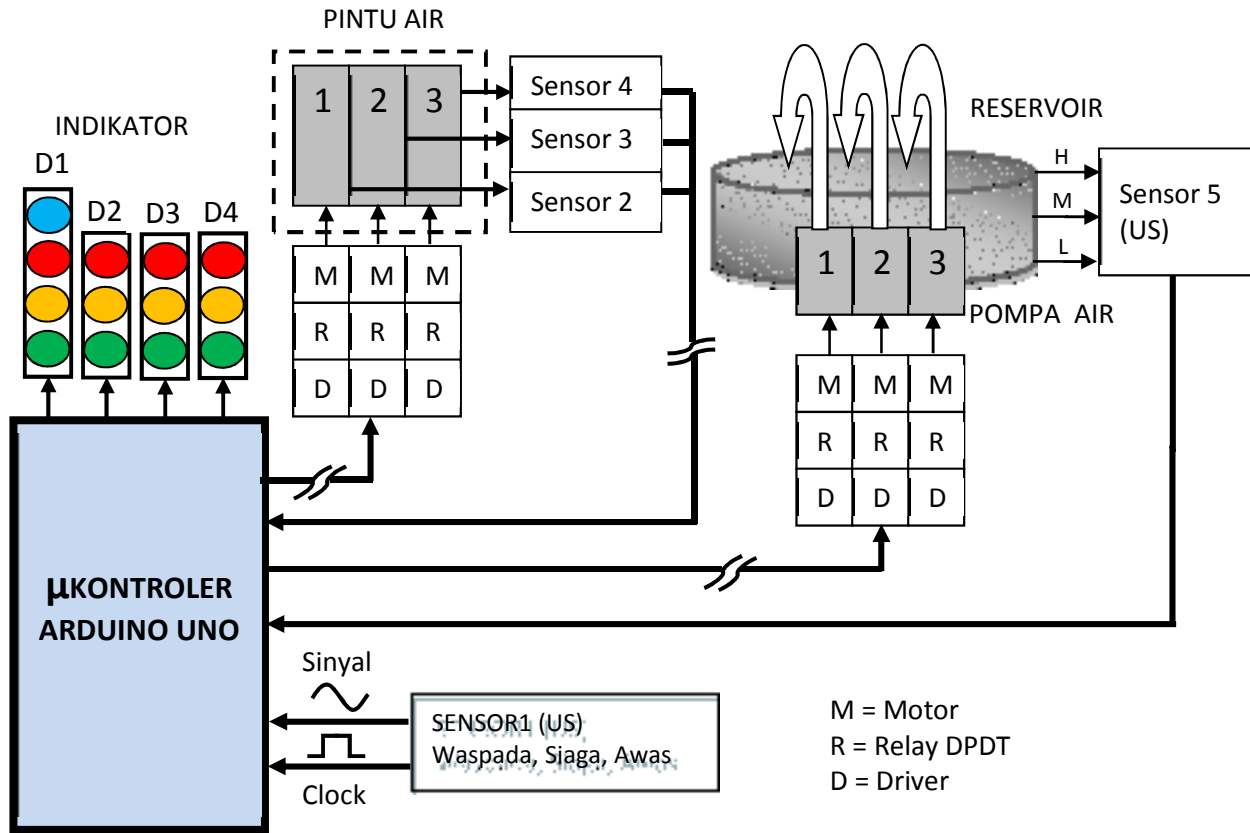 PINTU AIR
1 2 3
Sensor 4
Sensor 3
Sensor 2
INDIKATOR
D1
D2 D3 D4
M M M
R R R
D D D
RESERVOIR
H
M
L
Sensor 5
(US)
1 2 3
POMPA AIR
M M M
R R R
D D D
µKONTROLER
ARDUINO UNO
Sinyal
Clock
SENSOR1 (US)
Waspada, Siaga, Awas
M = Motor
R = Relay DPDT
D = Driver